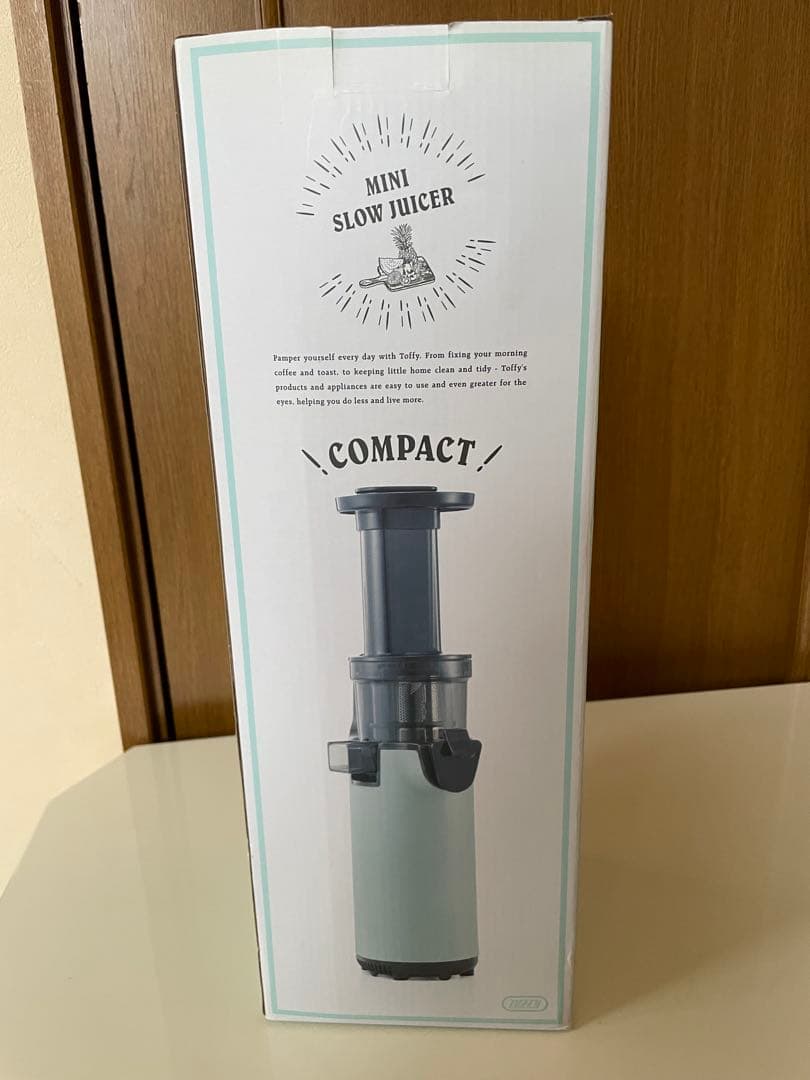 MINI
SLOW JUICER
Pamper yourself every day with Toffy. From fixing your morning
coffee and toast, to keeping little home clean and tidy - Toffy's
products and appliances are easy to use and even greater for the
eyes, helping you do less and live more.
COMPACT
TOFFY